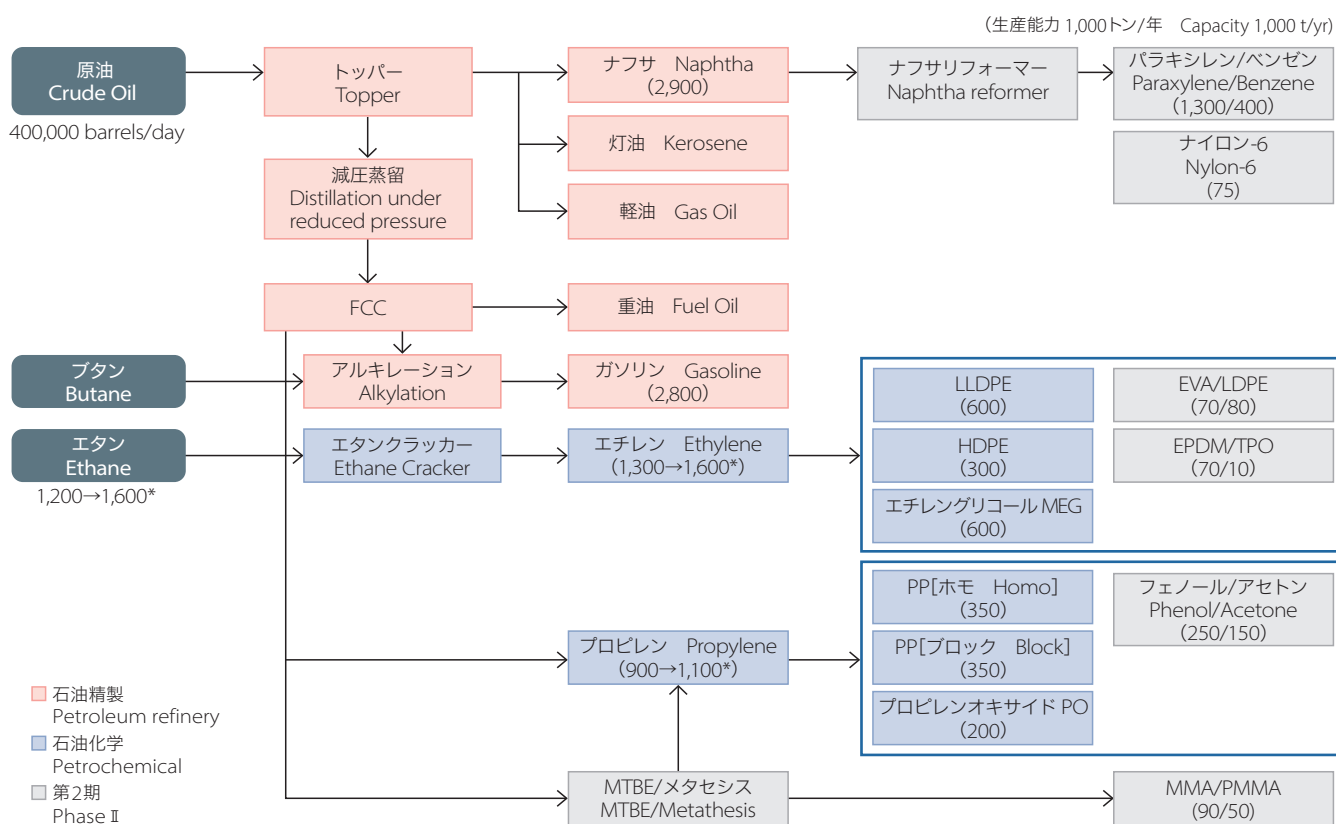 （生産能力 1,000トン/年　Capacity 1,000 t/yr)
原油
Crude Oil
400,000 barrels/day
トッパー
Topper
ナフサ　Naphtha
(2,900)
ナフサリフォーマー
Naphtha reformer
パラキシレン/ベンゼン
Paraxylene/Benzene
(1,300/400)
灯油　Kerosene
ナイロン-6
Nylon-6
(75)
減圧蒸留
Distillation under
reduced pressure
軽油　Gas Oil
FCC
重油　Fuel Oil
ブタン
Butane
アルキレーション
Alkylation
ガソリン　Gasoline
(2,800)
LLDPE
(600)
EVA/LDPE
(70/80)
エタン
Ethane
1,200→1,600*
エタンクラッカー
Ethane Cracker
エチレン　Ethylene
(1,300→1,600*)
HDPE
(300)
EPDM/TPO
(70/10)
エチレングリコール MEG
(600)
PP[ホモ　Homo]
(350)
フェノール/アセトン
Phenol/Acetone
(250/150)
プロピレン　Propylene
(900→1,100*)
PP[ブロック　Block]
(350)
プロピレンオキサイド PO
(200)
石油精製
Petroleum refinery
石油化学
Petrochemical
第2期
Phase Ⅱ
MTBE/メタセシス
MTBE/Metathesis
MMA/PMMA
(90/50)